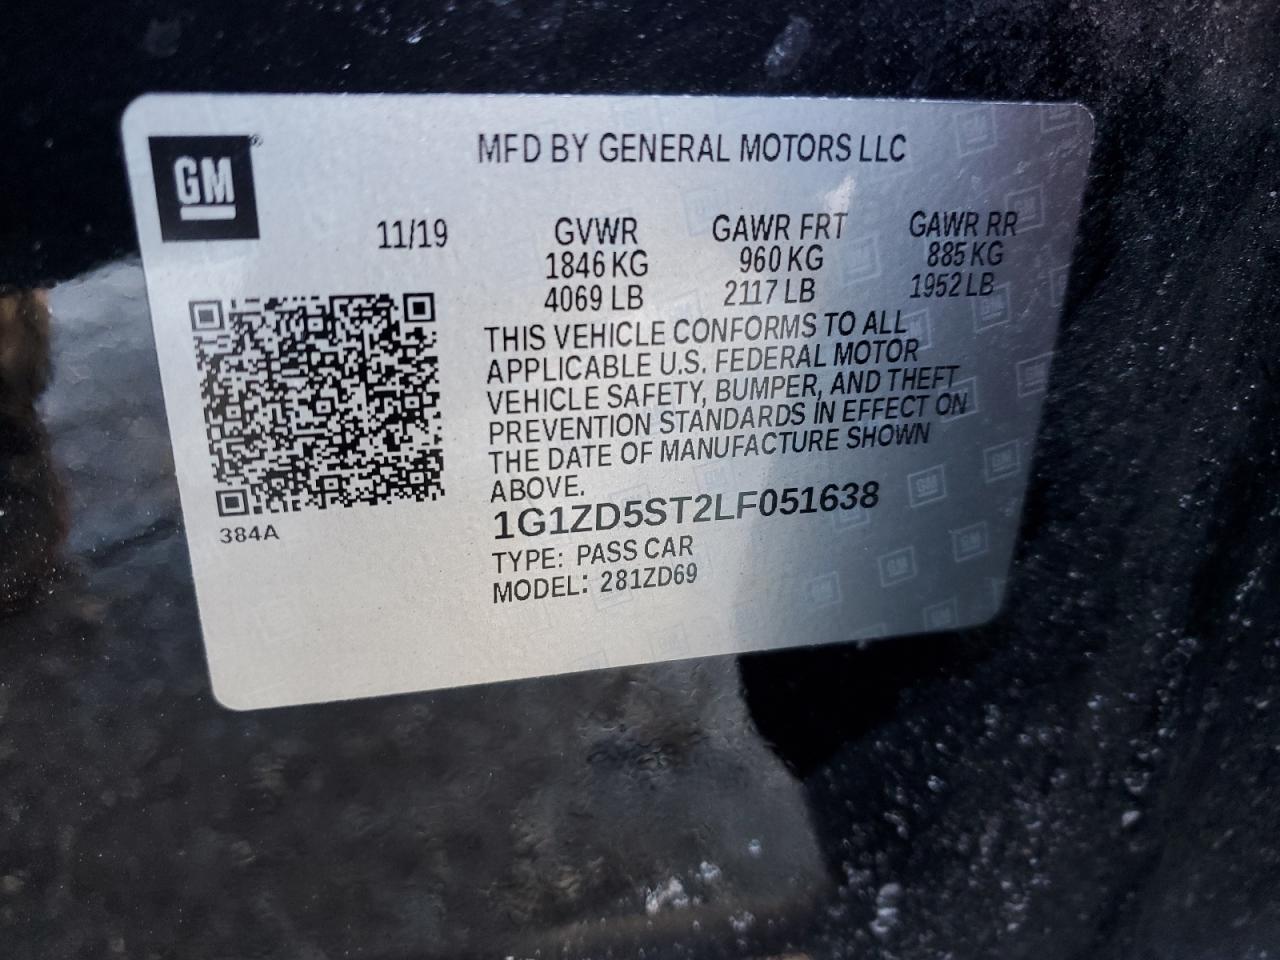 GM
MFD BY GENERAL MOTORS LLC
11/19
GVWR
1846 KG
4069 LB
GAWR FRT
960 KG
2117 LB
GAWR RR
885 KG
1952 LB
THIS VEHICLE CONFORMS TO ALL
APPLICABLE U.S. FEDERAL MOTOR
VEHICLE SAFETY, BUMPER, AND THEFT
PREVENTION STANDARDS IN EFFECT ON
THE DATE OF MANUFACTURE SHOWN
ABOVE.
1G1ZD5ST2LF051638
TYPE: PASS CAR
MODEL: 281ZD69
384A